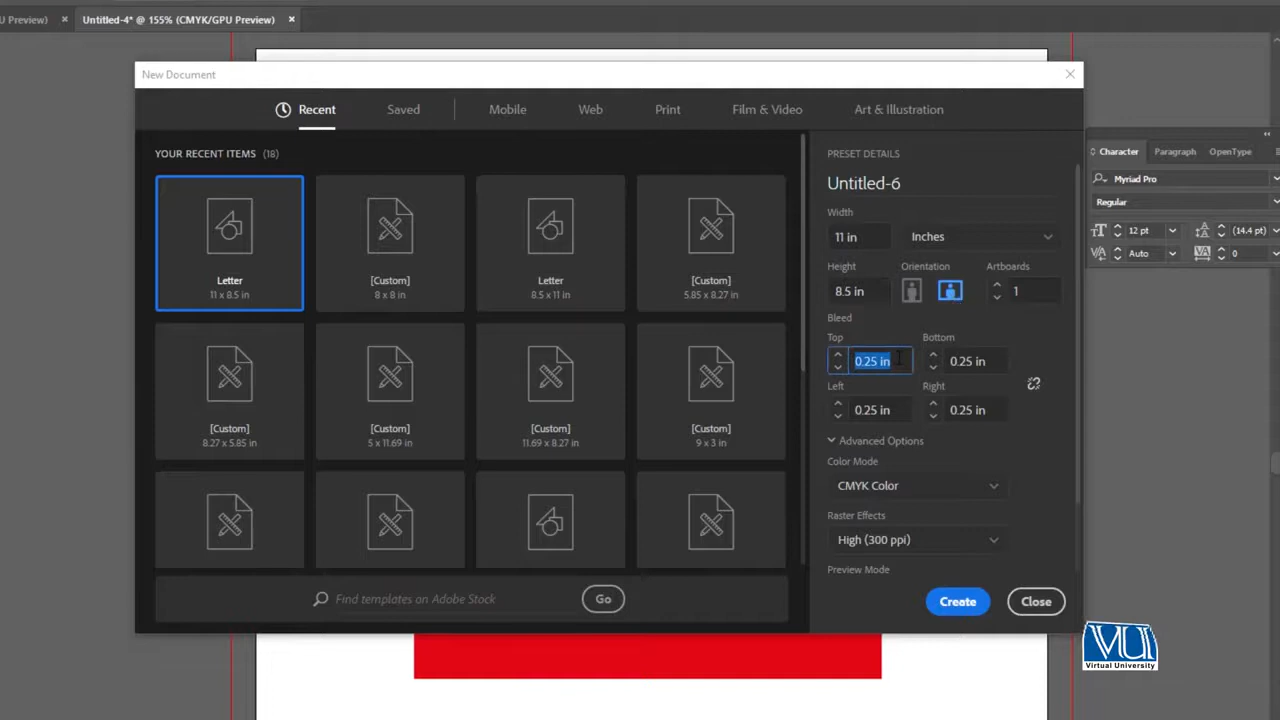 U Preview) ×
Untitled-4* @ 155% (CMYK/GPU Preview) ×
New Document
Recent
Saved
Mobile
Web
Print
Film & Video
Art & Illustration
YOUR RECENT ITEMS (18)
Letter
11 x 8.5 in
[Custom]
8 x 8 in
Letter
8.5 x 11 in
[Custom]
5.85 x 8.27 in
[Custom]
8.27 x 5.85 in
[Custom]
5 x 11.69 in
[Custom]
11.69 x 8.27 in
[Custom]
9 x 3 in
Find templates on Adobe Stock
Go
PRESET DETAILS
Untitled-6
Width
11 in
Inches
Height
Orientation
Artboards
8.5 in
1
Bleed
Top
Bottom
0.25 in
0.25 in
Left
Right
0.25 in
0.25 in
Advanced Options
Color Mode
CMYK Color
Raster Effects
High (300 ppi)
Preview Mode
Create
Close
Character
Paragraph
OpenType
Myriad Pro
Regular
12 pt
(14.4 pt)
Auto
0
VU
Virtual University